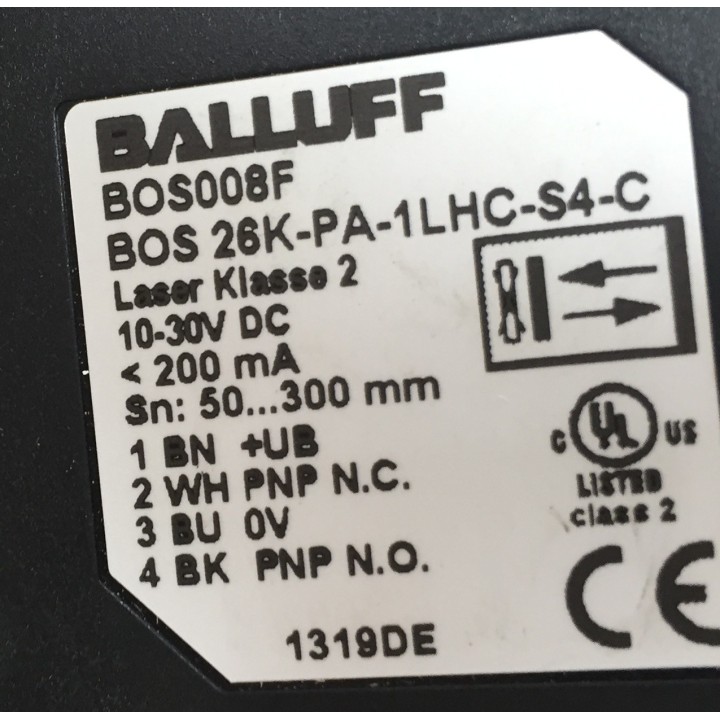 BALLUFF
BOS008F
BOS 26K-PA-1LHC-S4-C
Laser Klasse 2
10-30V DC
< 200 mA
Sn: 50...300 mm
1 BN +UB
2 WH PNP N.C.
3 BU 0V
4 BK PNP N.O.
1319DE
C UL US
LISTED
class 2
CE